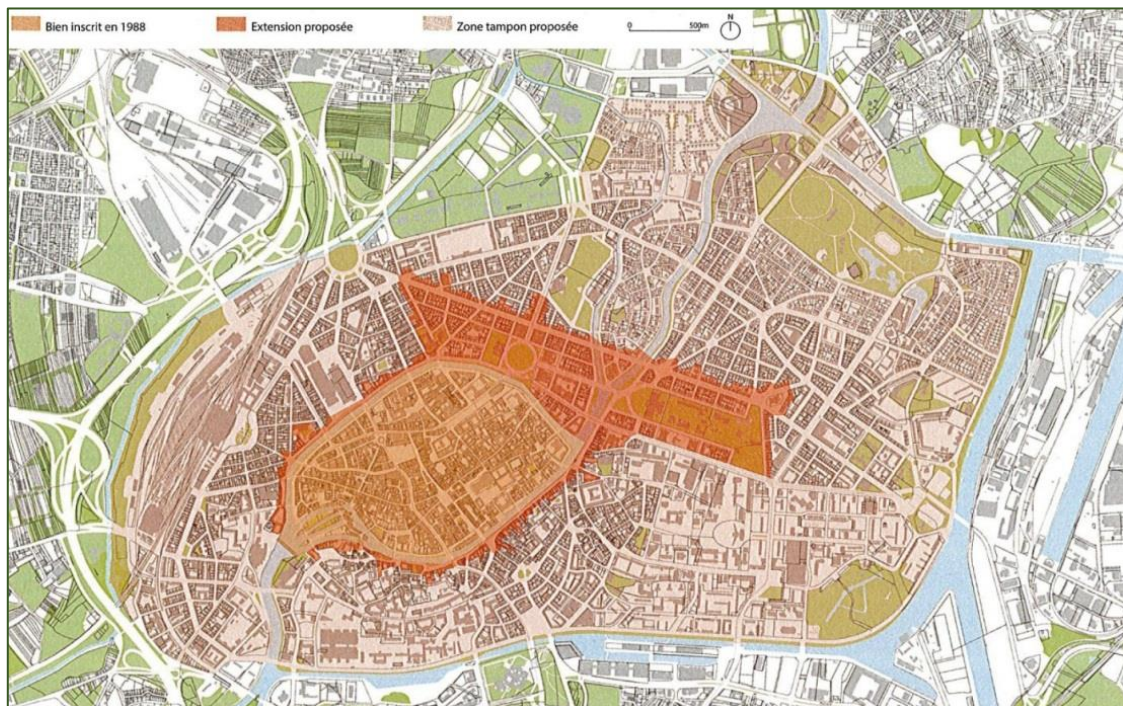 Bien inscrit en 1988
Extension proposée
Zone tampon proposée
0 500m
N